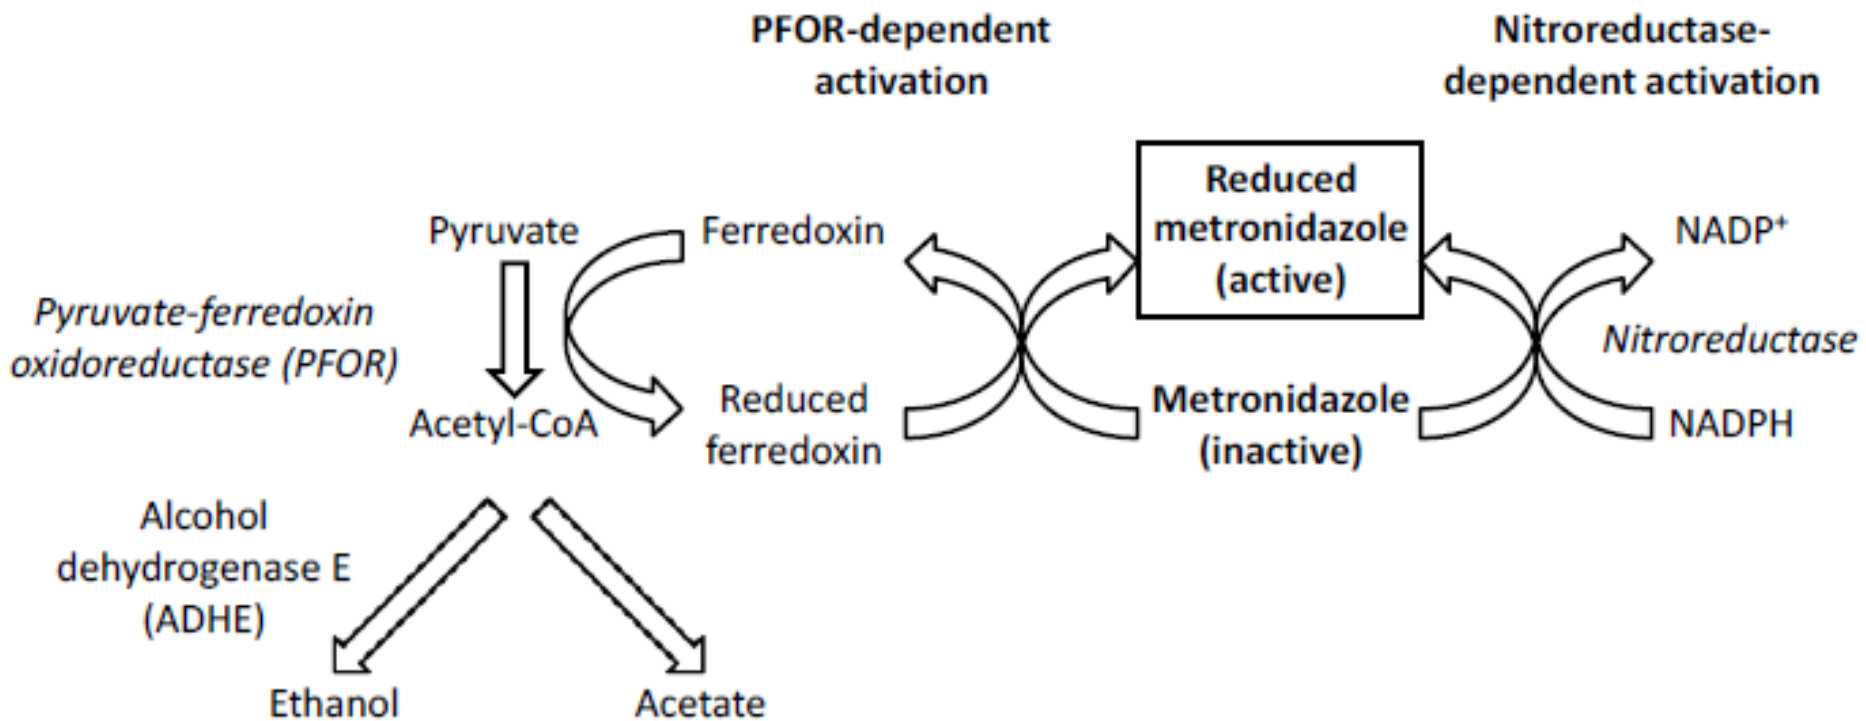 PFOR-dependent
activation
Nitroreductase-
dependent activation
Reduced
metronidazole
(active)
Pyruvate
Ferredoxin
NADP⁺
Pyruvate-ferredoxin
oxidoreductase (PFOR)
Nitroreductase
Acetyl-CoA
Reduced
ferredoxin
Metronidazole
(inactive)
NADPH
Alcohol
dehydrogenase E
(ADHE)
Ethanol
Acetate